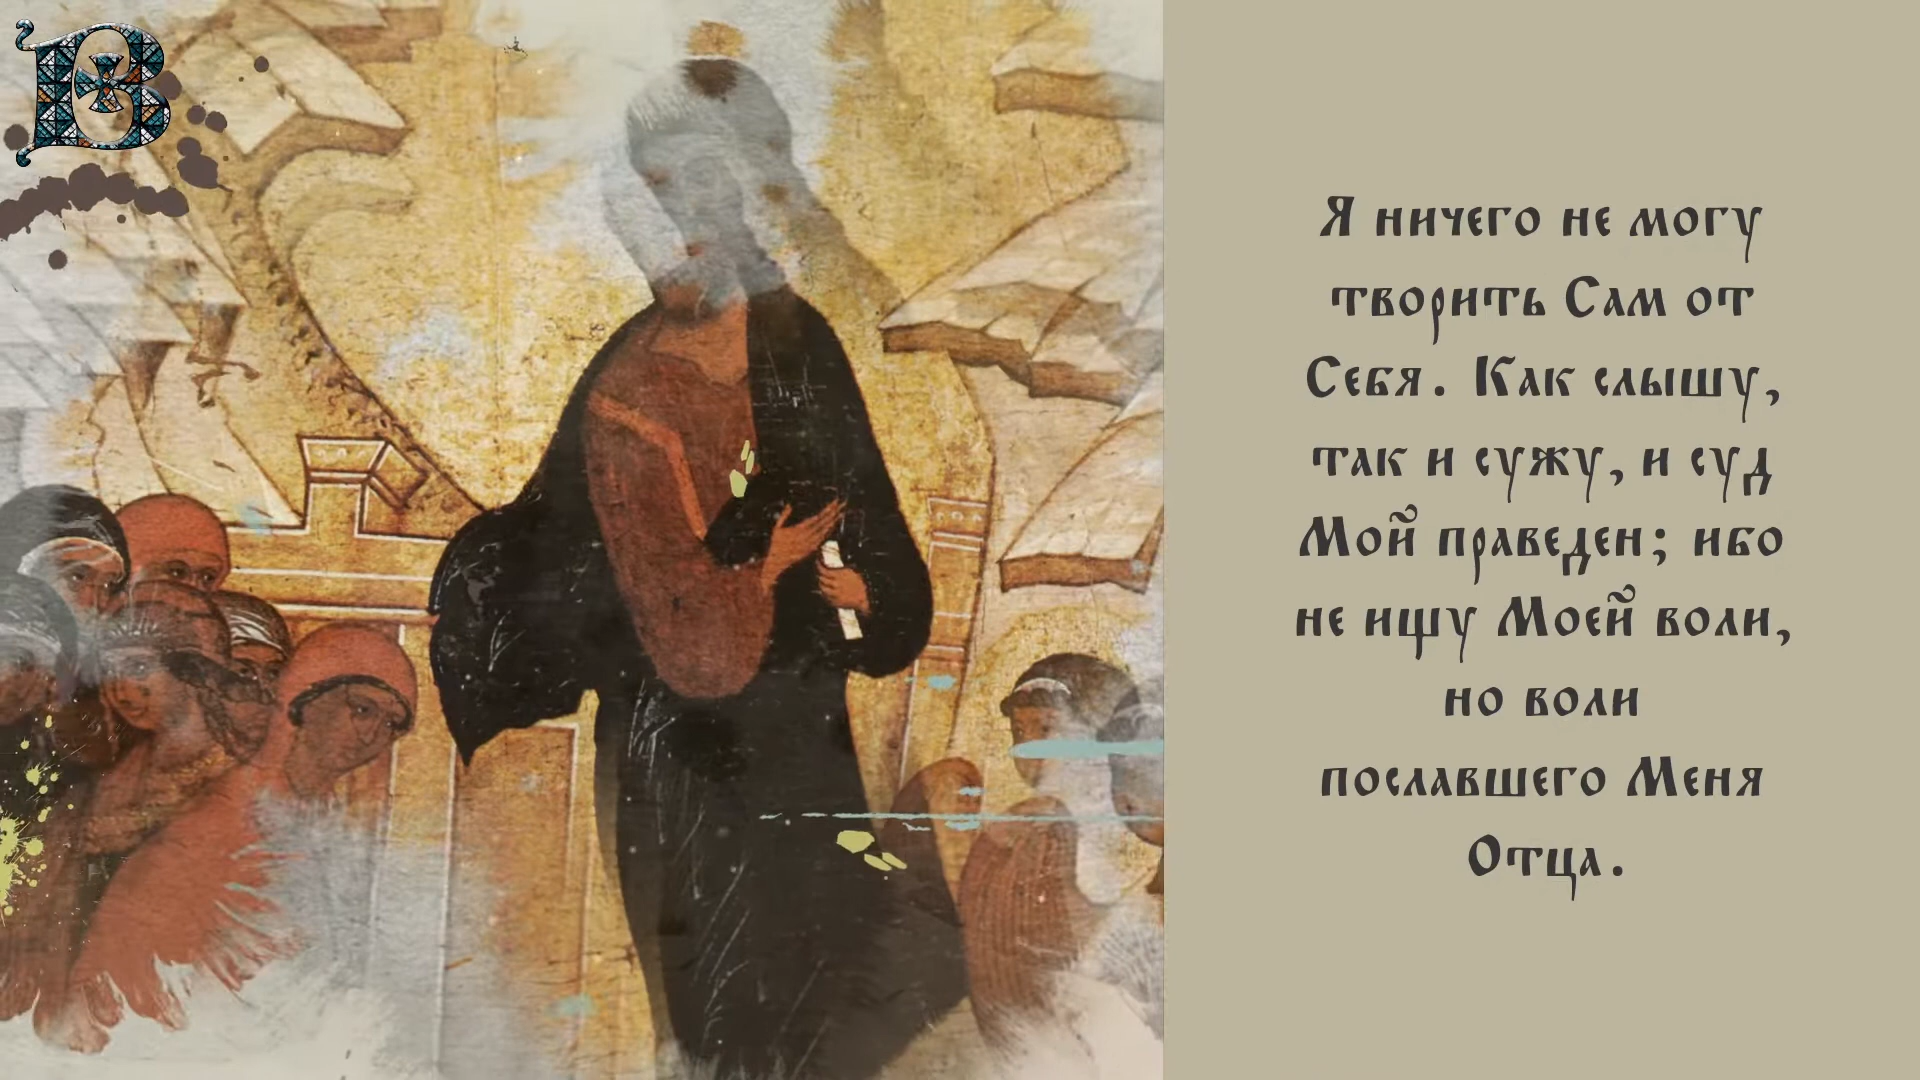 В
Я ничего не могу
творить Сам от
Себя. Как слышу,
так и сужу, и суд
Мой праведен; ибо
не ищу Моей воли,
но воли
пославшего Меня
Отца.